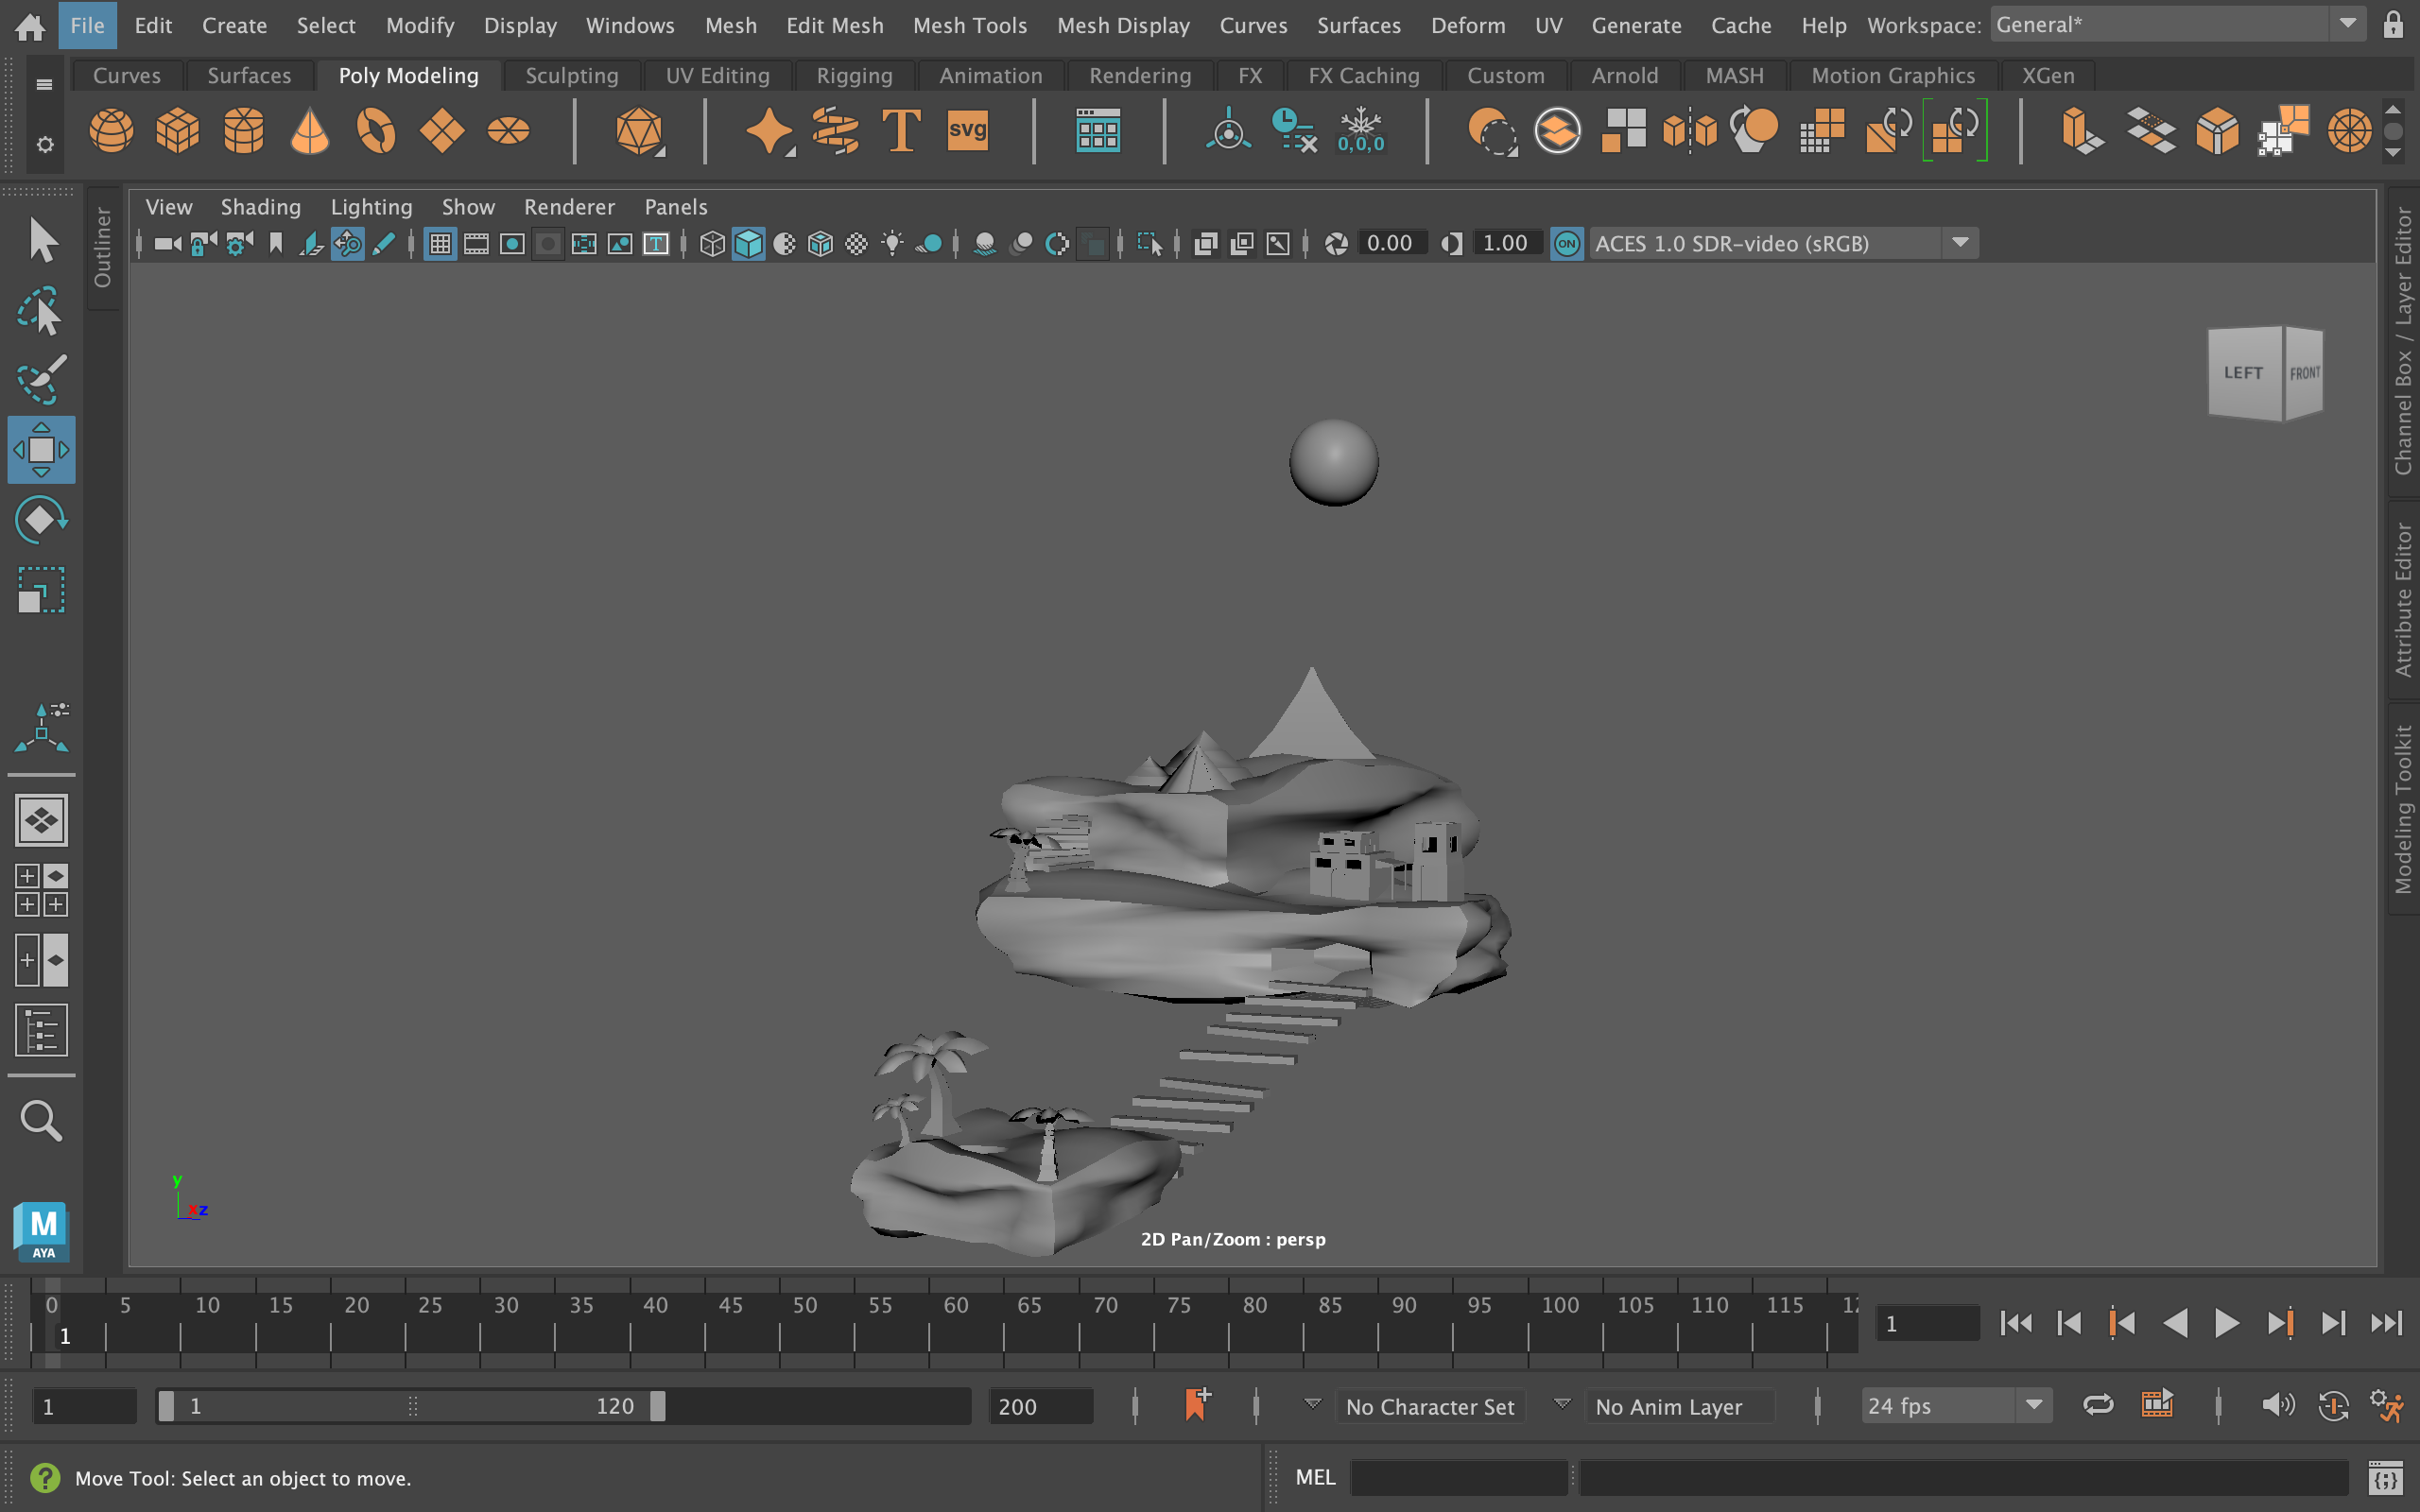 File Edit Create Select Modify Display Windows Mesh Edit Mesh Mesh Tools Mesh Display Curves Surfaces Deform UV Generate Cache Help Workspace: General*
Curves Surfaces Poly Modeling Sculpting UV Editing Rigging Animation Rendering FX FX Caching Custom Arnold MASH Motion Graphics XGen
T svg 0,0,0
Outliner
View Shading Lighting Show Renderer Panels
T 0.00 1.00 ON ACES 1.0 SDR-video (sRGB)
Channel Box / Layer Editor
Attribute Editor
Modeling Toolkit
LEFT FRONT
y
x z
2D Pan/Zoom : persp
M
AYA
0 5 10 15 20 25 30 35 40 45 50 55 60 65 70 75 80 85 90 95 100 105 110 115
1
1
1 1 120 200 No Character Set No Anim Layer 24 fps
? Move Tool: Select an object to move. MEL {;}